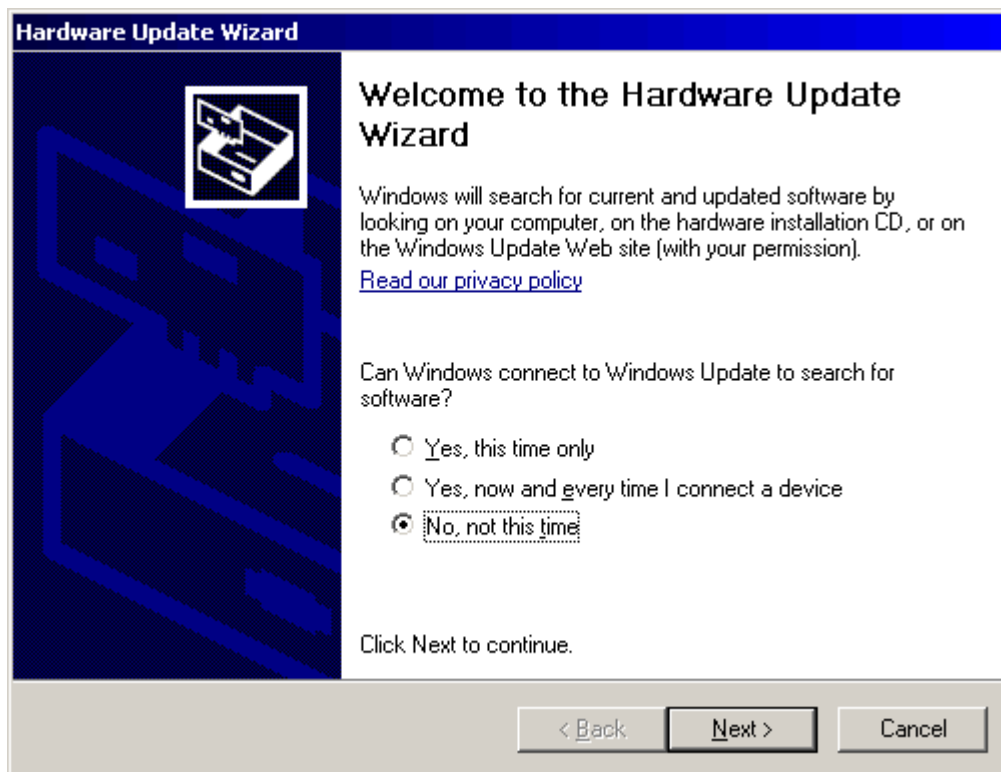 Hardware Update Wizard
Welcome to the Hardware Update
Wizard
Windows will search for current and updated software by
looking on your computer, on the hardware installation CD, or on
the Windows Update Web site (with your permission).
Read our privacy policy
Can Windows connect to Windows Update to search for
software?
Yes, this time only
Yes, now and every time I connect a device
No, not this time
Click Next to continue.
< Back
Next >
Cancel